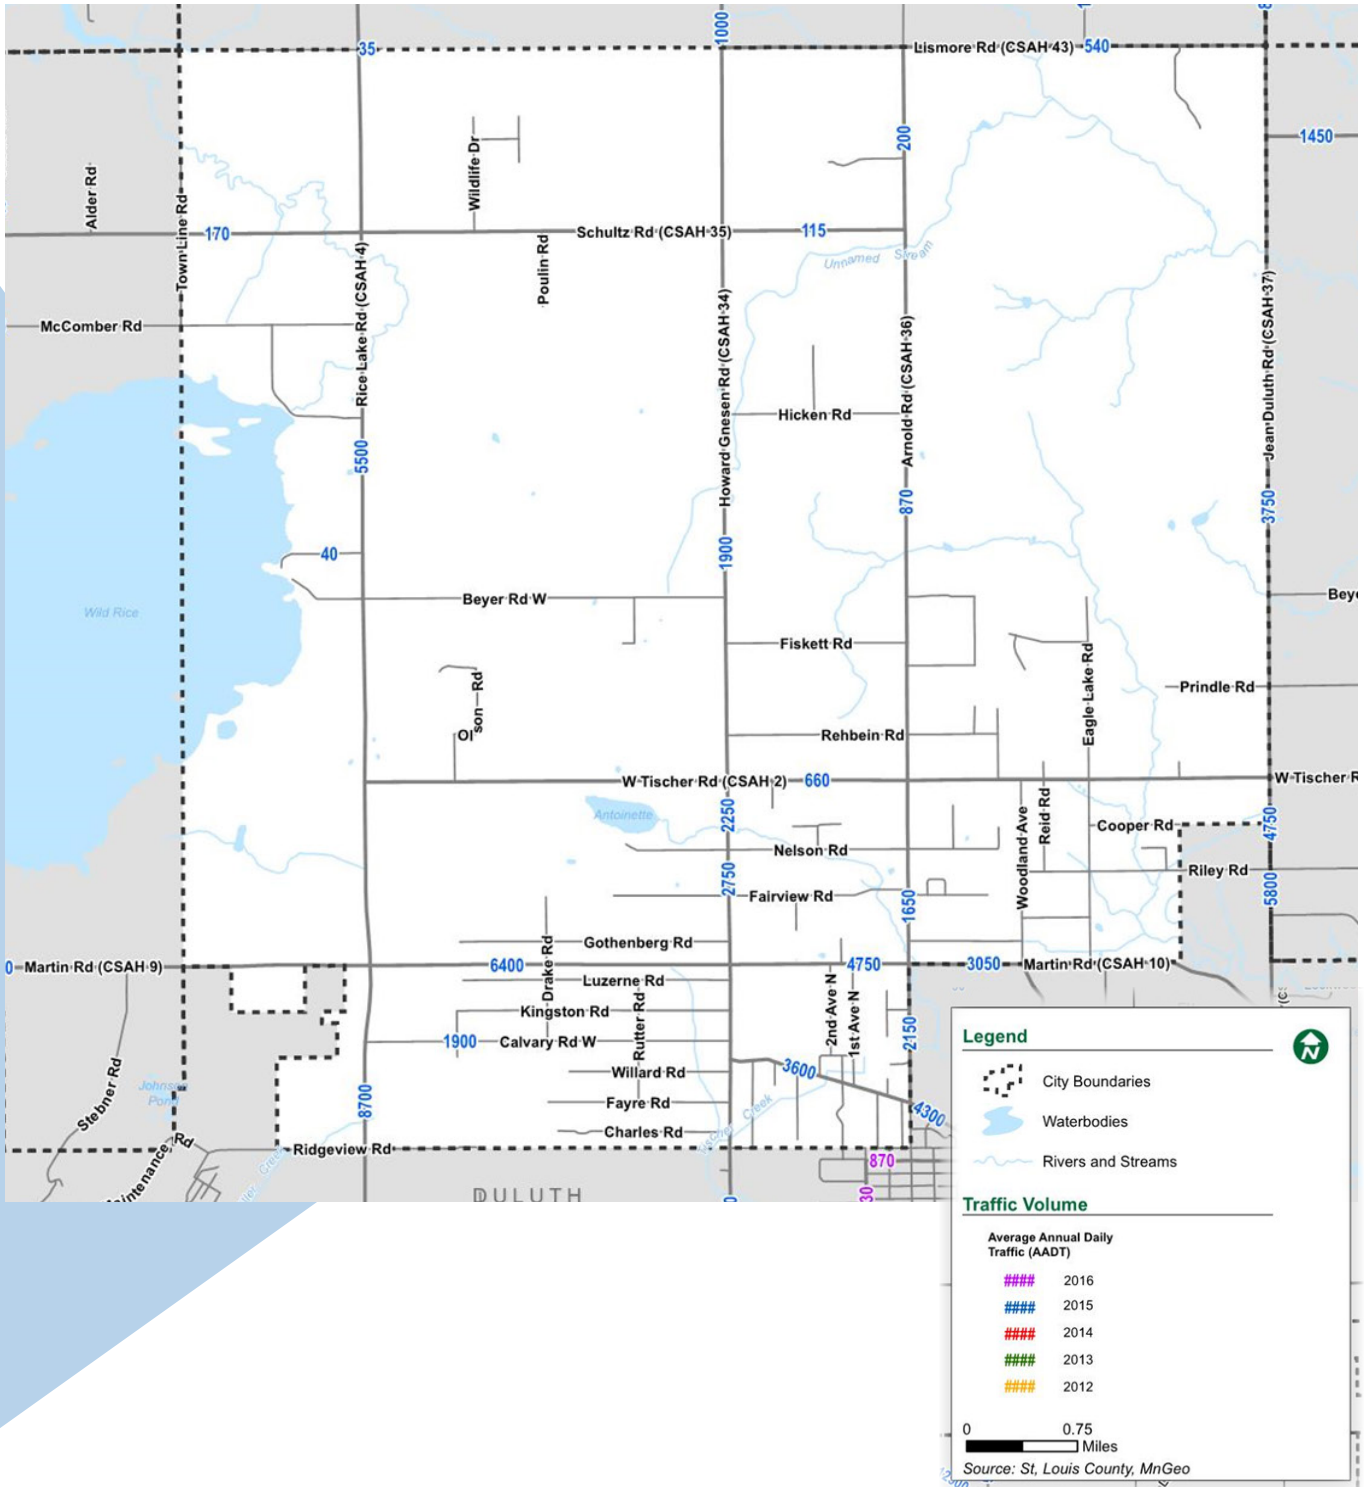 1000
35
Lismore Rd (CSAH 43)
540
200
1450
Wildlife Dr
Alder Rd
Town Line Rd
170
Schultz Rd (CSAH 35)
115
Unnamed Stream
Poulin Rd
Rice Lake Rd (CSAH 4)
Howard Gnesen Rd (CSAH 34)
Arnold Rd (CSAH 36)
Jean Duluth Rd (CSAH 37)
McComber Rd
Hicken Rd
5500
870
3750
1900
40
Beyer Rd W
Wild Rice
Fiskett Rd
Eagle Lake Rd
Prindle Rd
Olson Rd
Rehbein Rd
W Tischer Rd (CSAH 2)
660
W Tischer R
Antoinette
2250
Woodland Ave
Reid Rd
Cooper Rd
4750
Nelson Rd
2750
Riley Rd
5800
Fairview Rd
1650
Gothenberg Rd
Drake Rd
0
Martin Rd (CSAH 9)
6400
4750
3050
Martin Rd (CSAH 10)
Luzerne Rd
Kingston Rd
Rutter Rd
2nd Ave N
1st Ave N
2150
1900
Calvary Rd W
Willard Rd
3600
Stebner Rd
Johnson
Pond
8700
Fayre Rd
Creek
4300
Charles Rd
Rd
Ridgeview Rd
870
30
DULUTH
Legend
N
City Boundaries
Waterbodies
Rivers and Streams
Traffic Volume
Average Annual Daily
Traffic (AADT)
#### 2016
#### 2015
#### 2014
#### 2013
#### 2012
0 0.75
Miles
Source: St, Louis County, MnGeo